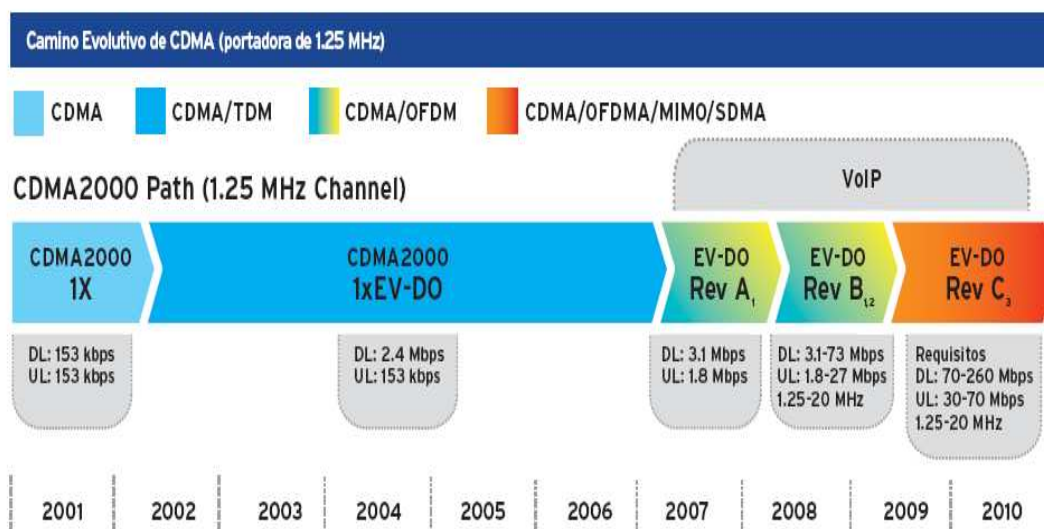 Camino Evolutivo de CDMA (portadora de 1.25 MHz)
CDMA
CDMA/TDM
CDMA/OFDM
CDMA/OFDMA/MIMO/SDMA
CDMA2000 Path (1.25 MHz Channel)
VoIP
CDMA2000
1X
CDMA2000
1xEV-DO
EV-DO
Rev A1
EV-DO
Rev B1,2
EV-DO
Rev C3
DL: 153 kbps
UL: 153 kbps
DL: 2.4 Mbps
UL: 153 kbps
DL: 3.1 Mbps
UL: 1.8 Mbps
DL: 3.1-73 Mbps
UL: 1.8-27 Mbps
1.25-20 MHz
Requisitos
DL: 70-260 Mbps
UL: 30-70 Mbps
1.25-20 MHz
2001
2002
2003
2004
2005
2006
2007
2008
2009
2010